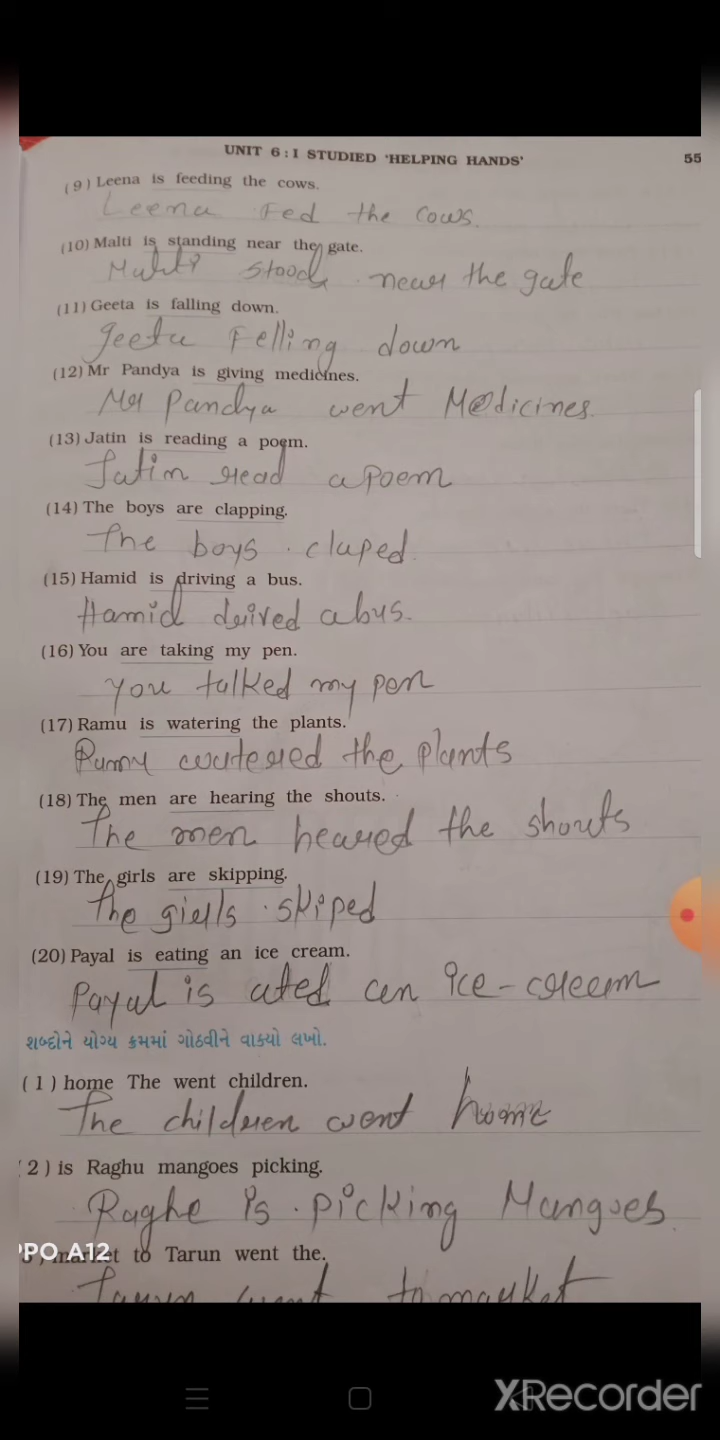 UNIT 6 : I STUDIED 'HELPING HANDS' 55
(9) Leena is feeding the cows.
Leena Fed the cows.
(10) Malti is standing near the gate.
Malti stood near the gate
(11) Geeta is falling down.
Geeta Felling down
(12) Mr Pandya is giving medicines.
Mr Pandya went Medicines.
(13) Jatin is reading a poem.
Jatin read a Poem
(14) The boys are clapping.
The boys claped
(15) Hamid is driving a bus.
Hamid drived a bus.
(16) You are taking my pen.
You talked my pen
(17) Ramu is watering the plants.
watered the plants
(18) The men are hearing the shouts.
The men heared the shouts
(19) The girls are skipping.
The girlls skiped
(20) Payal is eating an ice cream.
Payal is ated an ice-cream
શબ્દોને યોગ્ય ક્રમમાં ગોઠવીને વાક્યો લખો.
(1) home The went children.
The children went home
2) is Raghu mangoes picking.
Raghe is picking Mangoes
) market to Tarun went the.
Tarun went to market
PPO A12
XRecorder